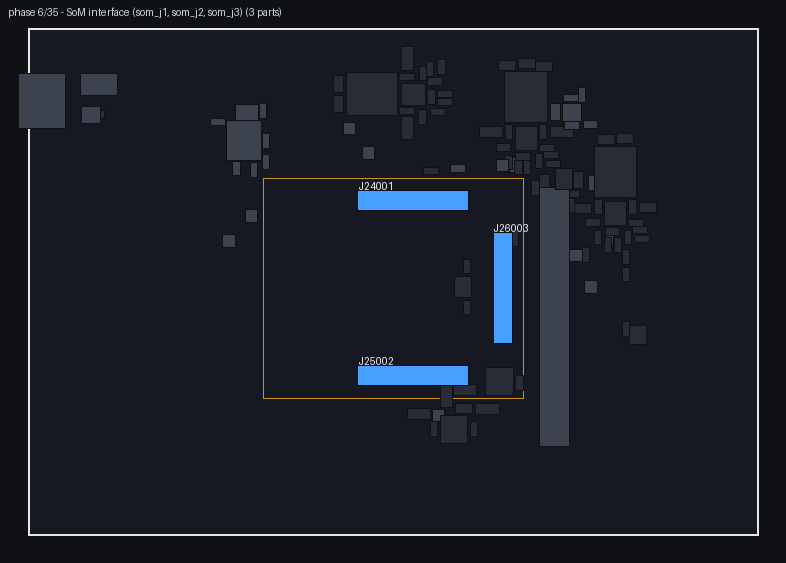 phase 6/35 - SoM interface (som_j1, som_j2, som_j3) (3 parts)
J24001
J26003
J25002